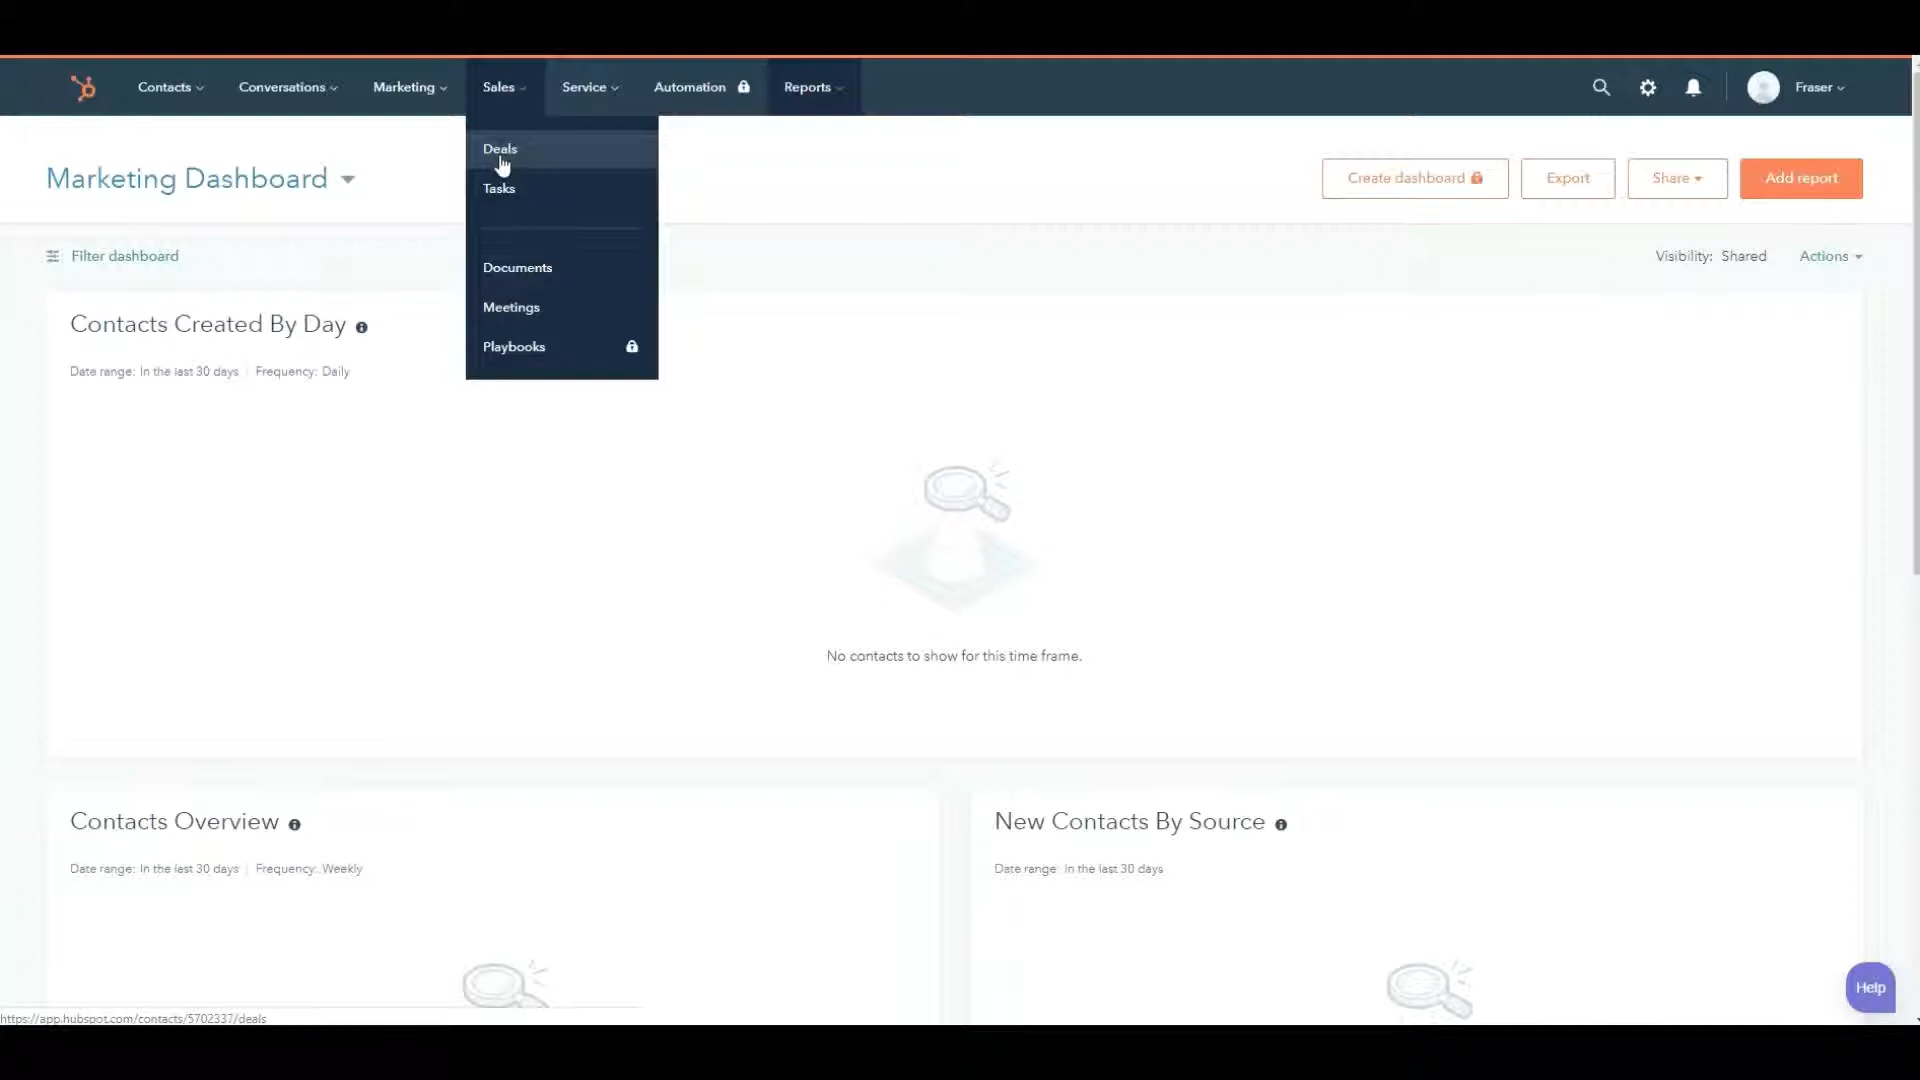 Contacts
Conversations
Marketing
Sales
Service
Automation
Reports
Fraser
Marketing Dashboard
Deals
Tasks
Documents
Meetings
Playbooks
Create dashboard
Export
Share
Add report
Filter dashboard
Visibility: Shared
Actions
Contacts Created By Day
Date range: In the last 30 days | Frequency: Daily
No contacts to show for this time frame.
Contacts Overview
Date range: In the last 30 days | Frequency: Weekly
New Contacts By Source
Date range: In the last 30 days
Help
https://app.hubspot.com/contacts/5702337/deals